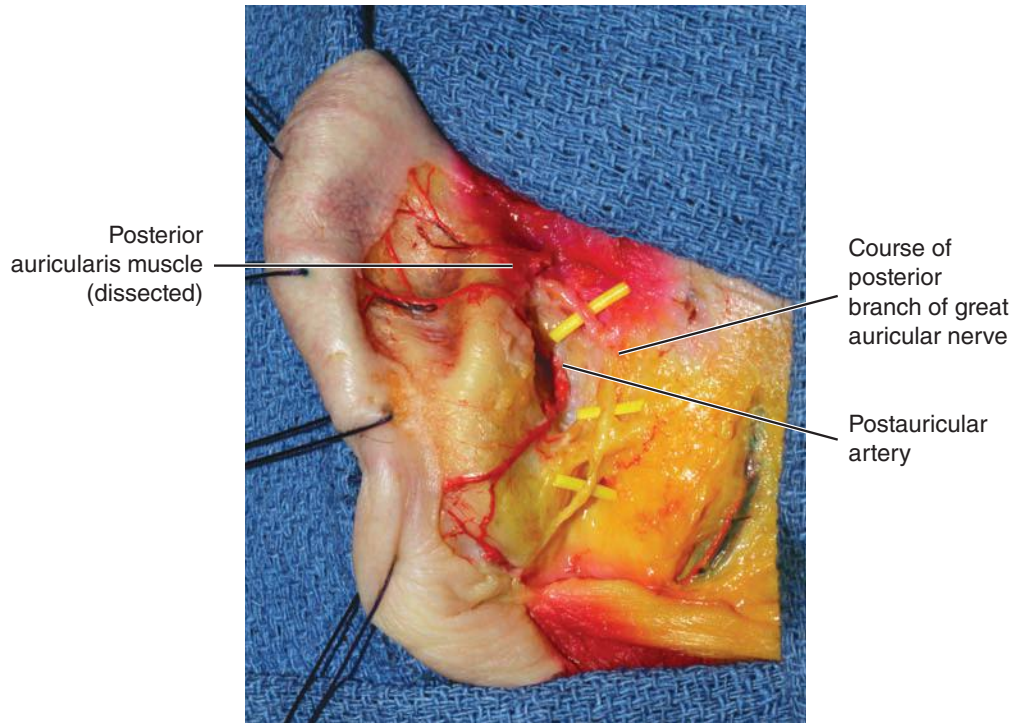 Posterior
auricularis muscle
(dissected)
Course of
posterior
branch of great
auricular nerve
Postauricular
artery